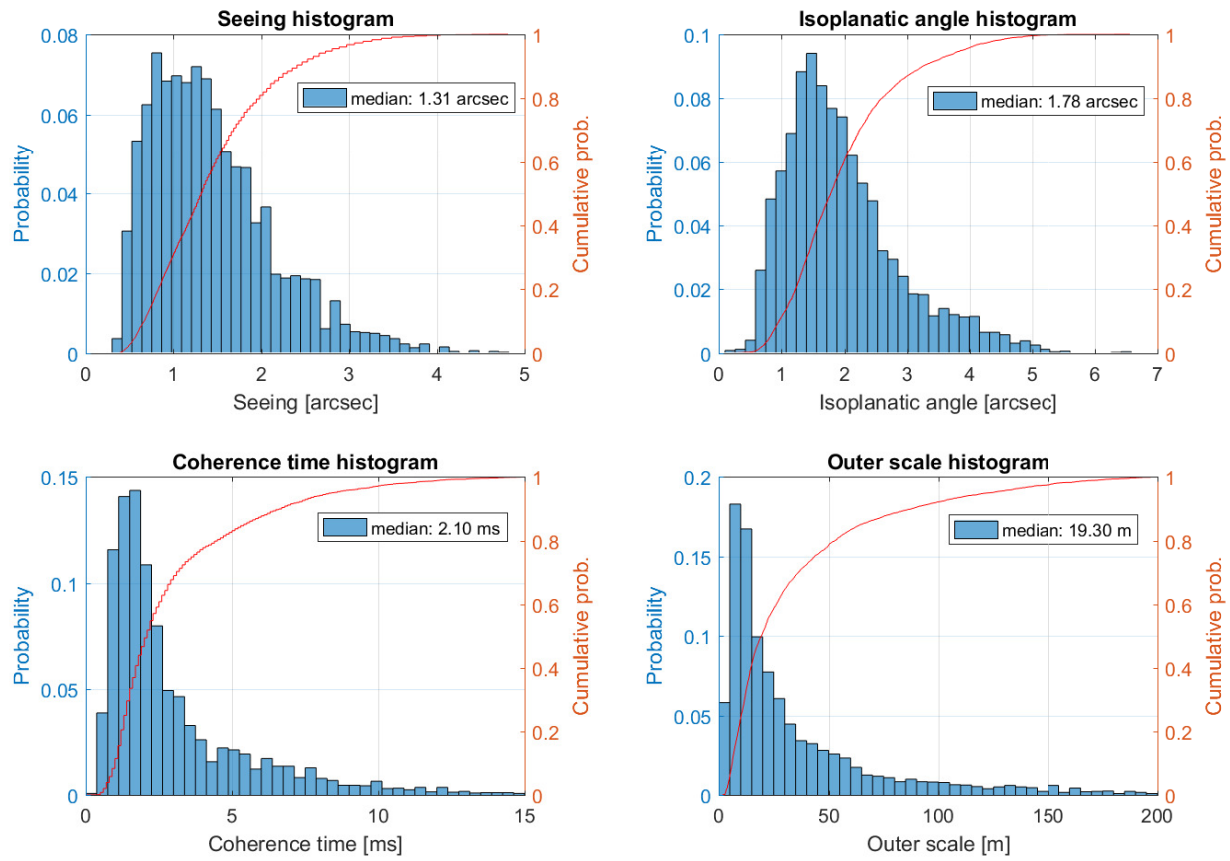 Seeing histogram
0.08
0.06
0.04
0.02
0
Probability
median: 1.31 arcsec
1
0.8
0.6
0.4
0.2
0
Cumulative prob.
0 1 2 3 4 5
Seeing [arcsec]
Isoplanatic angle histogram
0.1
0.08
0.06
0.04
0.02
0
Probability
median: 1.78 arcsec
1
0.8
0.6
0.4
0.2
0
Cumulative prob.
0 1 2 3 4 5 6 7
Isoplanatic angle [arcsec]
Coherence time histogram
0.15
0.1
0.05
0
Probability
median: 2.10 ms
1
0.8
0.6
0.4
0.2
0
Cumulative prob.
0 5 10 15
Coherence time [ms]
Outer scale histogram
0.2
0.15
0.1
0.05
0
Probability
median: 19.30 m
1
0.8
0.6
0.4
0.2
0
Cumulative prob.
0 50 100 150 200
Outer scale [m]